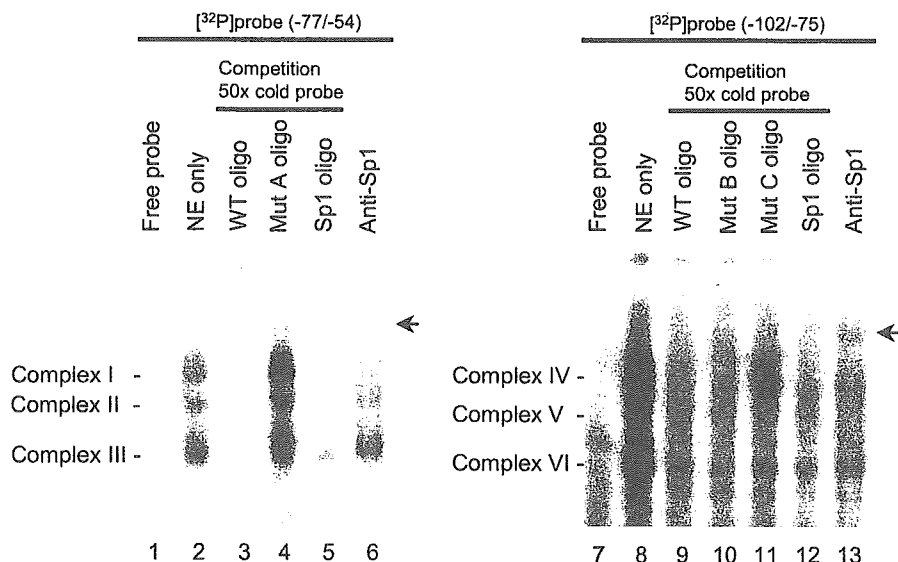 [³²P]probe (-77/-54)
Competition
50x cold probe
Free probe
NE only
WT oligo
Mut A oligo
Sp1 oligo
Anti-Sp1
Complex I -
Complex II -
Complex III -
1 2 3 4 5 6
[³²P]probe (-102/-75)
Competition
50x cold probe
Free probe
NE only
WT oligo
Mut B oligo
Mut C oligo
Sp1 oligo
Anti-Sp1
Complex IV -
Complex V -
Complex VI -
7 8 9 10 11 12 13